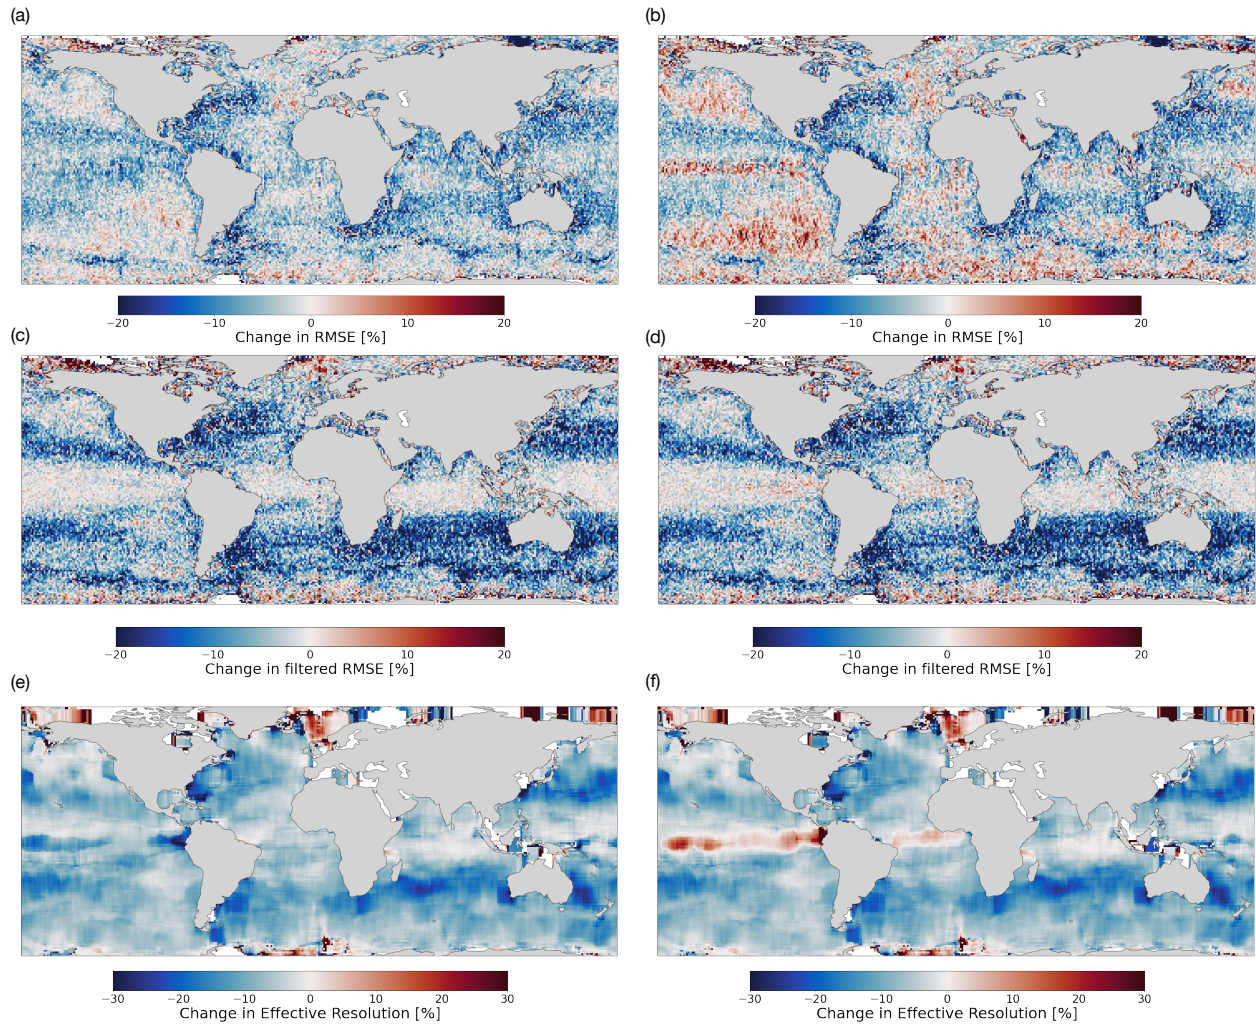 (a)
(b)
−20 −10 0 10 20
Change in RMSE [%]
−20 −10 0 10 20
Change in RMSE [%]
(c)
(d)
−20 −10 0 10 20
Change in filtered RMSE [%]
−20 −10 0 10 20
Change in filtered RMSE [%]
(e)
(f)
−30 −20 −10 0 10 20 30
Change in Effective Resolution [%]
−30 −20 −10 0 10 20 30
Change in Effective Resolution [%]